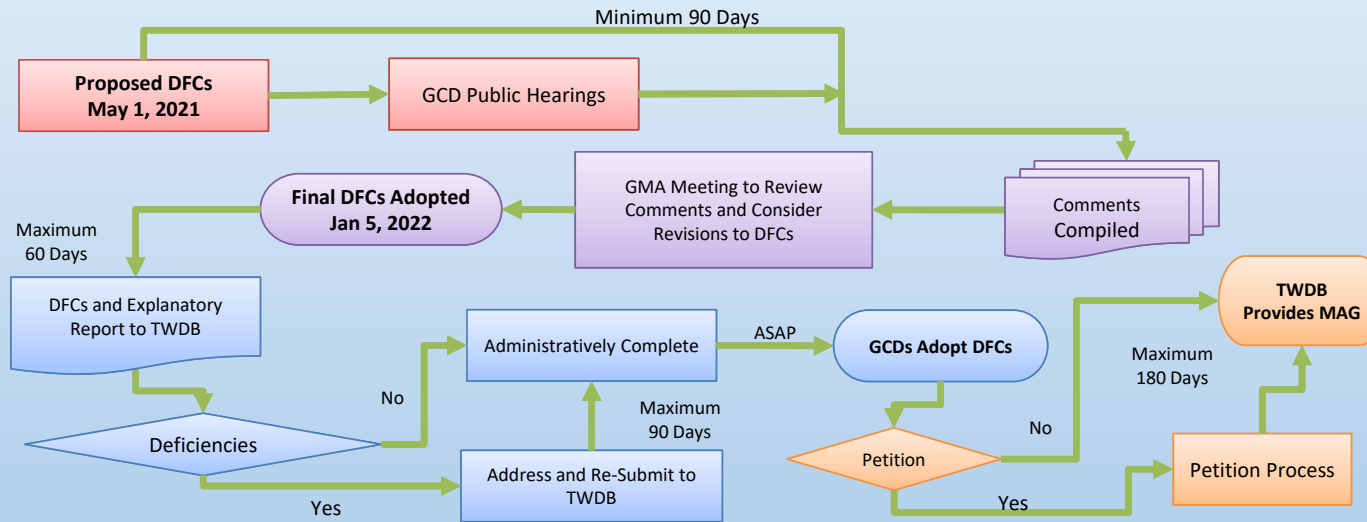 Minimum 90 Days
Proposed DFCs
May 1, 2021
GCD Public Hearings
Comments
Compiled
GMA Meeting to Review
Comments and Consider
Revisions to DFCs
Final DFCs Adopted
Jan 5, 2022
Maximum
60 Days
DFCs and Explanatory
Report to TWDB
Deficiencies
No
Yes
Address and Re-Submit to
TWDB
Maximum
90 Days
Administratively Complete
ASAP
GCDs Adopt DFCs
Petition
No
Yes
Petition Process
Maximum
180 Days
TWDB
Provides MAG